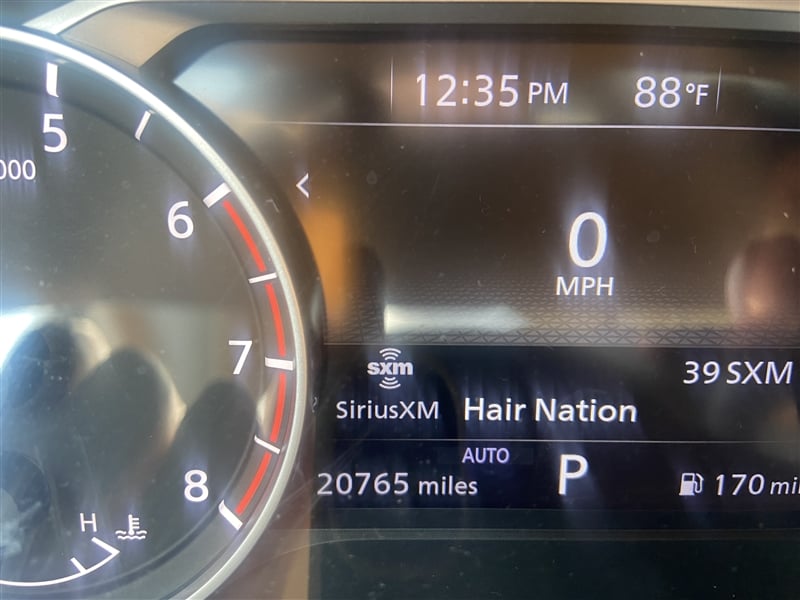 12:35 PM 88°F
5
000
6
0
MPH
7
sxm
39 SXM
SiriusXM Hair Nation
AUTO
8
20765 miles P 170
H